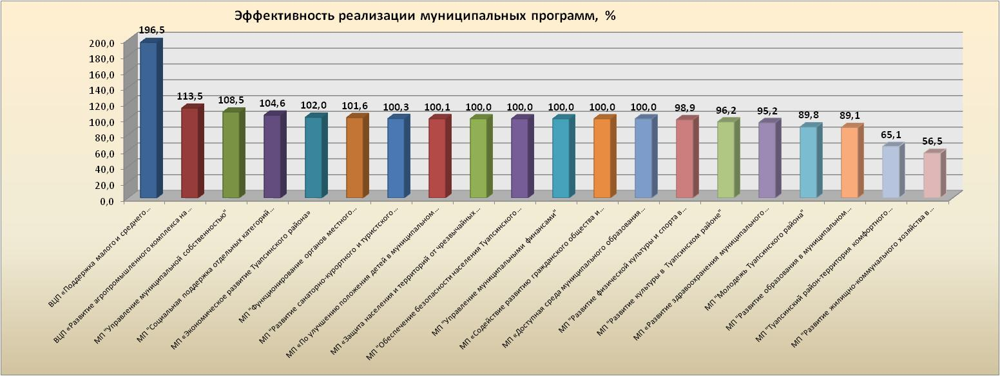 Эффективность реализации муниципальных программ, %
200,0
180,0
160,0
140,0
120,0
100,0
80,0
60,0
40,0
20,0
0,0
196,5
113,5
108,5
104,6
102,0
101,6
100,3
100,1
100,0
100,0
100,0
100,0
100,0
98,9
96,2
95,2
89,8
89,1
65,1
56,5
ВЦП «Поддержка малого и среднего...
ВЦП «Развитие агропромышленного комплекса на...
МП "Управление муниципальной собственностью"
МП "Социальная поддержка отдельных категорий...
МП «Экономическое развитие Туапсинского района»
МП "Функционирование органов местного...
МП "Развитие санаторно-курортного и туристского...
МП «По улучшению положения детей в муниципальном...
МП «Защита населения и территорий от чрезвычайных...
МП "Обеспечение безопасности населения Туапсинского...
МП "Управление муниципальными финансами"
МП «Содействие развитию гражданского общества и...
МП «Доступная среда муниципального образования...
МП "Развитие физической культуры и спорта в...
МП "Развитие культуры в Туапсинском районе"
МП «Развитие здравоохранения муниципального...
МП "Молодежь Туапсинского района"
МП "Развитие образования в муниципальном...
МП "Туапсинский район-территория комфортного...
МП "Развитие жилищно-коммунального хозяйства в...